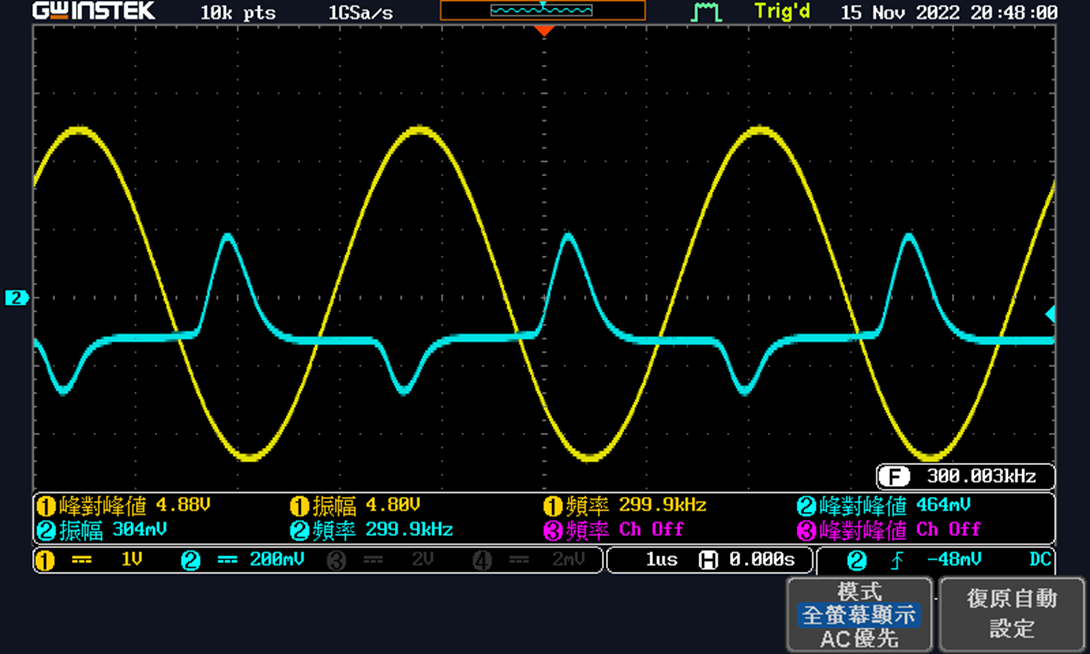 GWINSTEK 10k pts 1GSa/s Trig'd 15 Nov 2022 20:48:00
2
F 300.003kHz
1 峰對峰値 4.88V 1 振幅 4.80V 1 頻率 299.9kHz 2 峰對峰値 464mV
2 振幅 304mV 2 頻率 299.9kHz 3 頻率 Ch Off 3 峰對峰値 Ch Off
1 1V 2 200mV 3 2V 4 2mV 1us H 0.000s 2 -48mV DC
模式
全螢幕顯示
AC優先
復原自動
設定